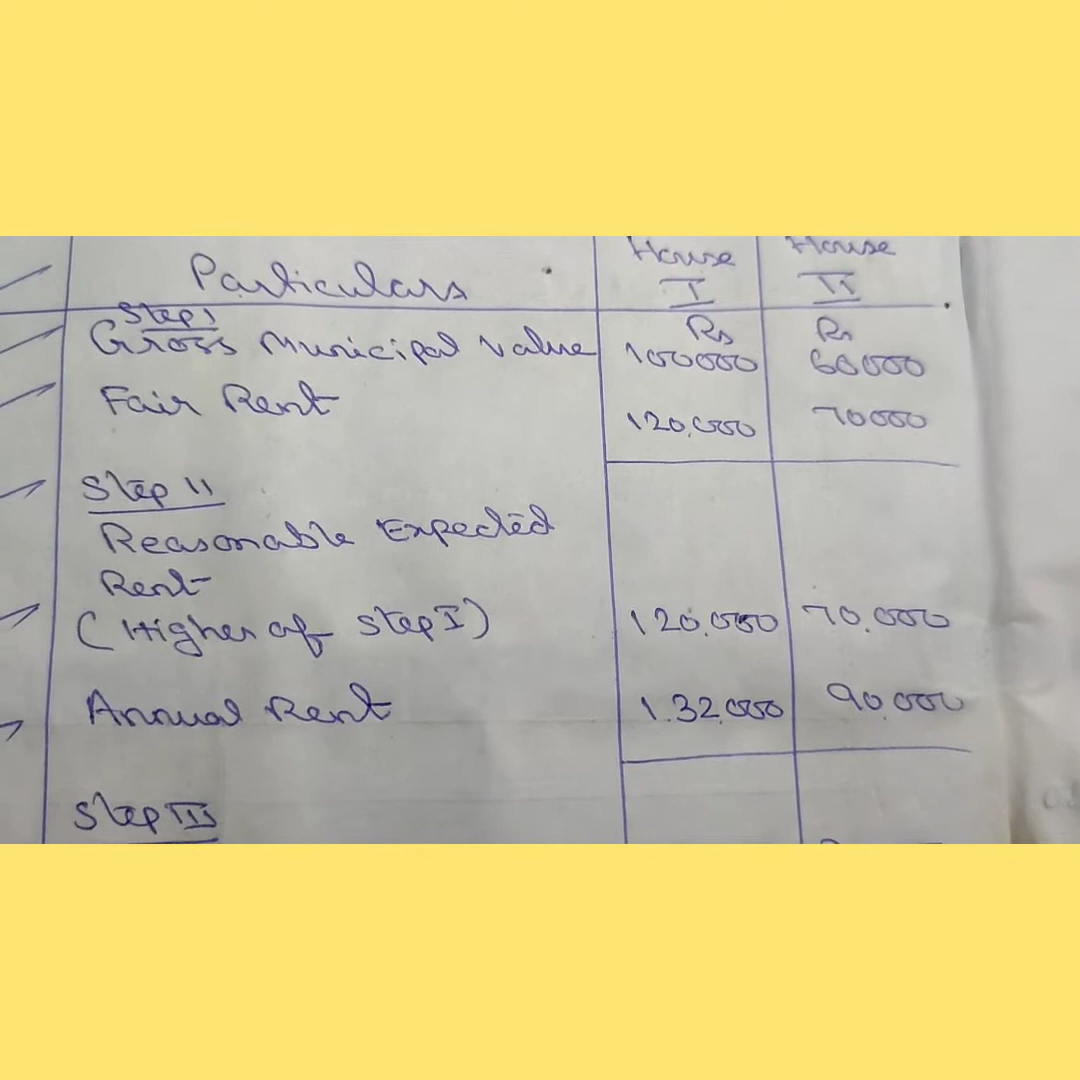 Particulars House I House II
Step I Rs Rs
Gross Municipal Value 100000 60000
Fair Rent 120,000 70000
Step II
Reasonable Expected
Rent
(Higher of Step I) 120,000 70,000
Annual Rent 1.32.000 90.000
Step III